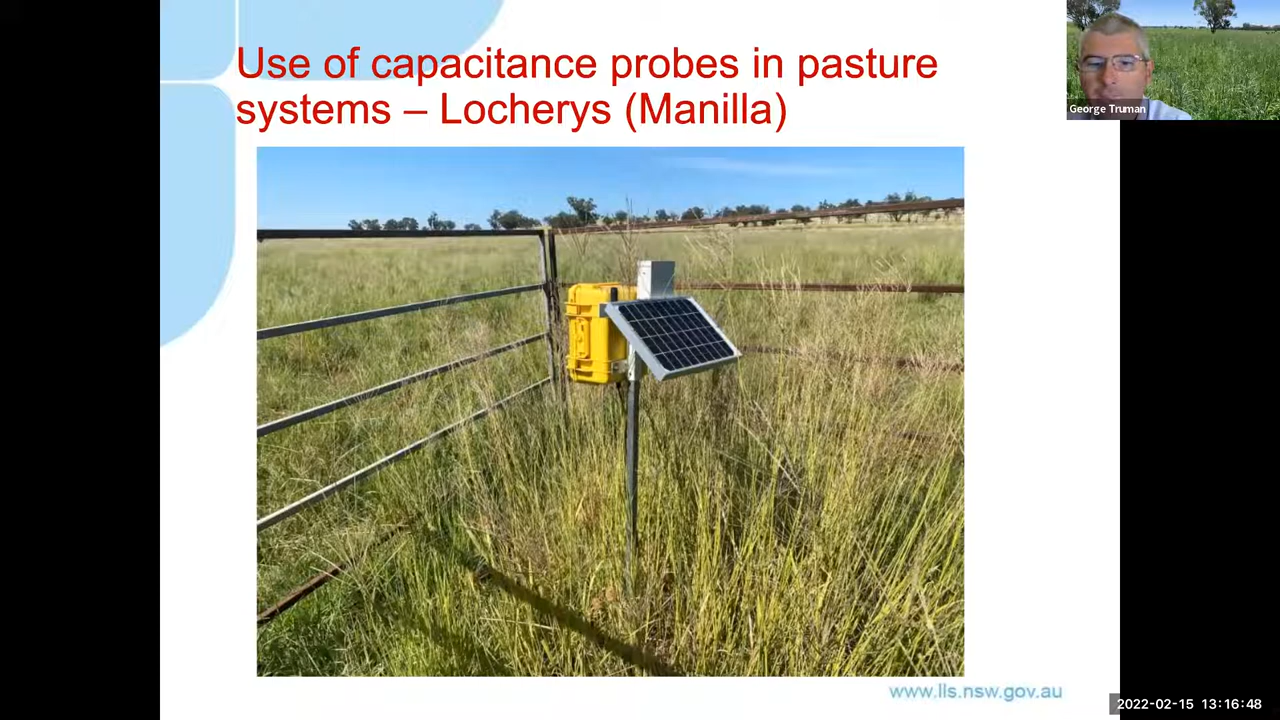 Use of capacitance probes in pasture
systems – Locherys (Manilla)
George Truman
www.lls.nsw.gov.au
2022-02-15 13:16:48